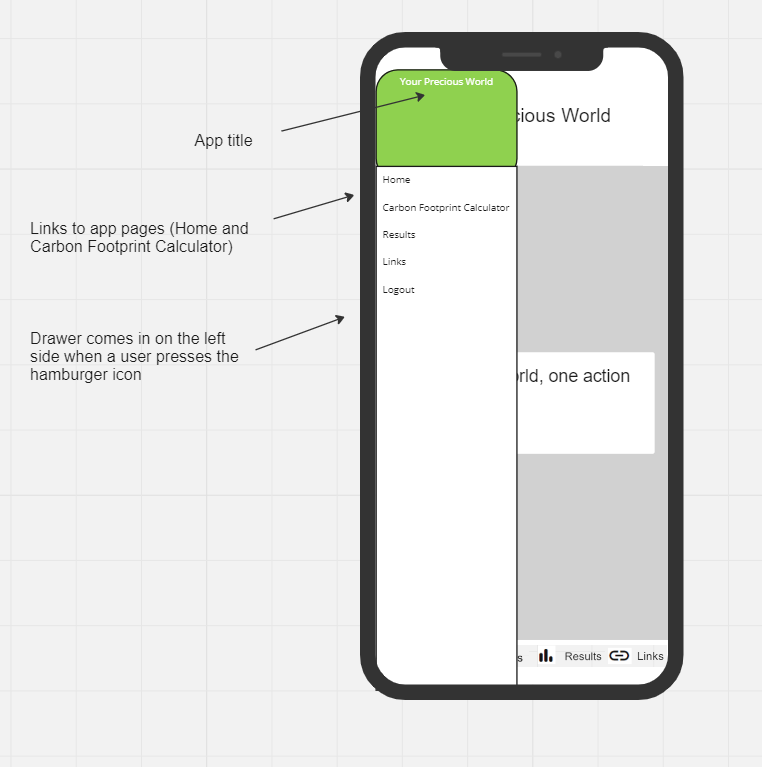 Your Precious World
cious World
App title
Home
Links to app pages (Home and
Carbon Footprint Calculator)
Carbon Footprint Calculator
Results
Links
Logout
Drawer comes in on the left
side when a user presses the
hamburger icon
rld, one action
s
Results
Links